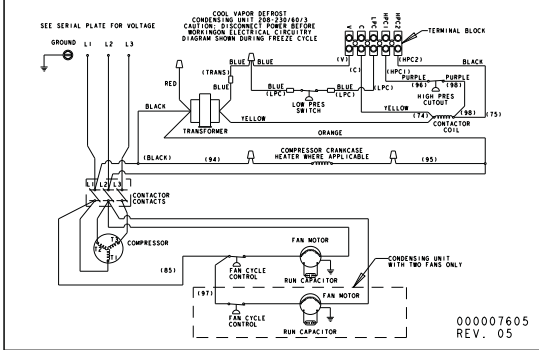 COOL VAPOR DEFROST
CONDENSING UNIT 208-230/60/3
CAUTION: DISCONNECT POWER BEFORE
WORKINGON ELECTRICAL CIRCUITRY
DIAGRAM SHOWN DURING FREEZE CYCLE
SEE SERIAL PLATE FOR VOLTAGE
GROUND L1 L2 L3
V C LPC HPC1 HPC2
TERMINAL BLOCK
BLUE BLUE (V) (HPC2)
(TRANS) (C) (HPC1) BLACK
RED BLUE BLUE PURPLE PURPLE
(LPC) (LPC) (LPC) (96) (98)
LOW PRES
SWITCH
HIGH PRES
CUTOUT
BLACK YELLOW (74) (98) (75)
YELLOW
TRANSFORMER
CONTACTOR
COIL
ORANGE
COMPRESSOR CRANKCASE
HEATER WHERE APPLICABLE
(BLACK) (94) (95)
L1 L2 L3
CONTACTOR
CONTACTS
COMPRESSOR
T3
T2
T1
(85)
FAN MOTOR
FAN CYCLE
CONTROL
RUN CAPACITOR
CONDENSING UNIT
WITH TWO FANS ONLY
(97)
FAN MOTOR
FAN CYCLE
CONTROL
RUN CAPACITOR
000007605
REV. 05